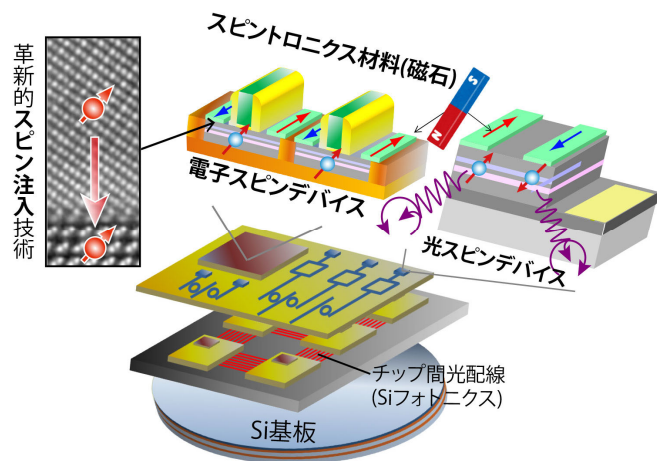 革新的スピン注入技術
スピントロニクス材料(磁石)
S
N
電子スピンデバイス
光スピンデバイス
チップ間光配線
(Siフォトニクス)
Si基板